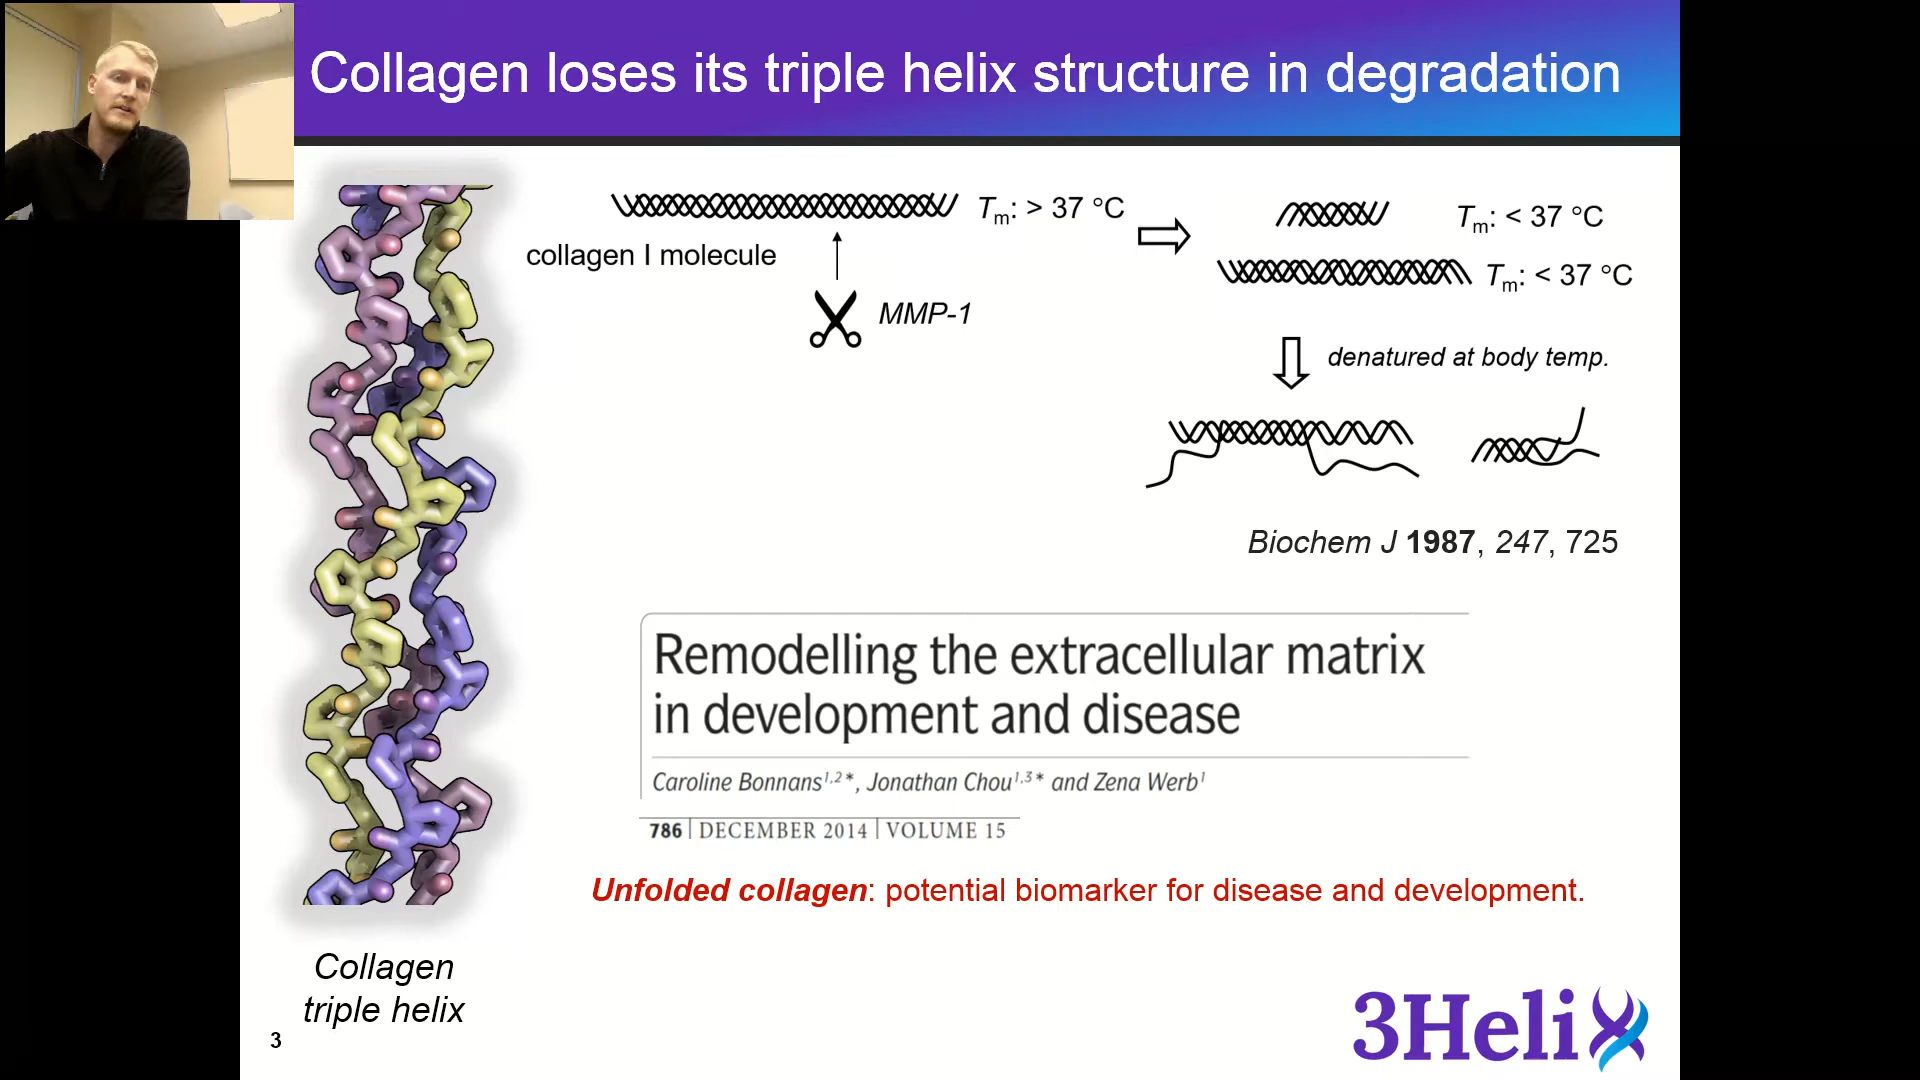 Collagen loses its triple helix structure in degradation
collagen I molecule
Tm: > 37 °C
MMP-1
Tm: < 37 °C
Tm: < 37 °C
denatured at body temp.
Biochem J 1987, 247, 725
Remodelling the extracellular matrix
in development and disease
Caroline Bonnans1,2*, Jonathan Chou1,3* and Zena Werb1
786 | DECEMBER 2014 | VOLUME 15
Unfolded collagen: potential biomarker for disease and development.
Collagen
triple helix
3
3Helix